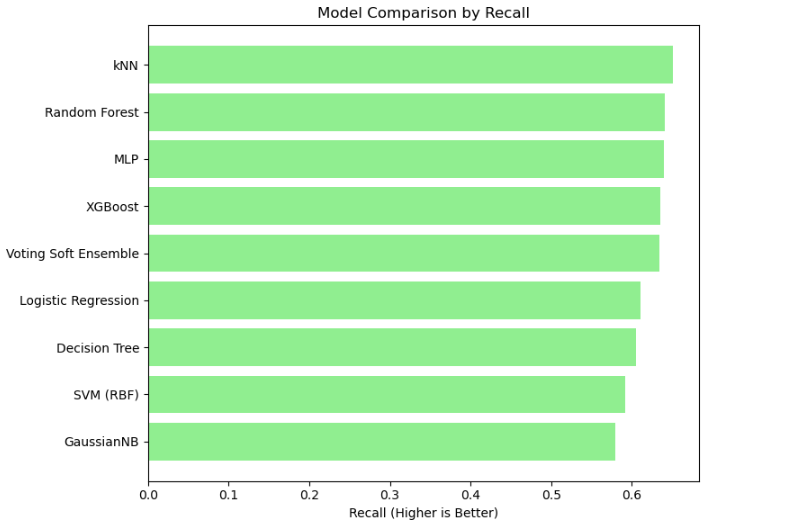 Model Comparison by Recall
kNN
Random Forest
MLP
XGBoost
Voting Soft Ensemble
Logistic Regression
Decision Tree
SVM (RBF)
GaussianNB
0.0 0.1 0.2 0.3 0.4 0.5 0.6
Recall (Higher is Better)